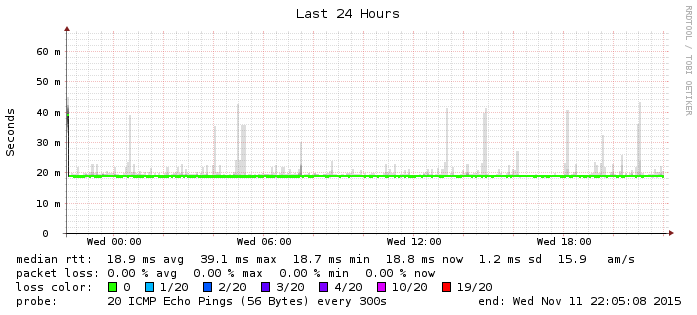 Last 24 Hours
RRDTOOL / TOBI OETIKER
Seconds
60 m
50 m
40 m
30 m
20 m
10 m
0
Wed 00:00 Wed 06:00 Wed 12:00 Wed 18:00
median rtt: 18.9 ms avg 39.1 ms max 18.7 ms min 18.8 ms now 1.2 ms sd 15.9 am/s
packet loss: 0.00 % avg 0.00 % max 0.00 % min 0.00 % now
loss color: 0 1/20 2/20 3/20 4/20 10/20 19/20
probe: 20 ICMP Echo Pings (56 Bytes) every 300s end: Wed Nov 11 22:05:08 2015